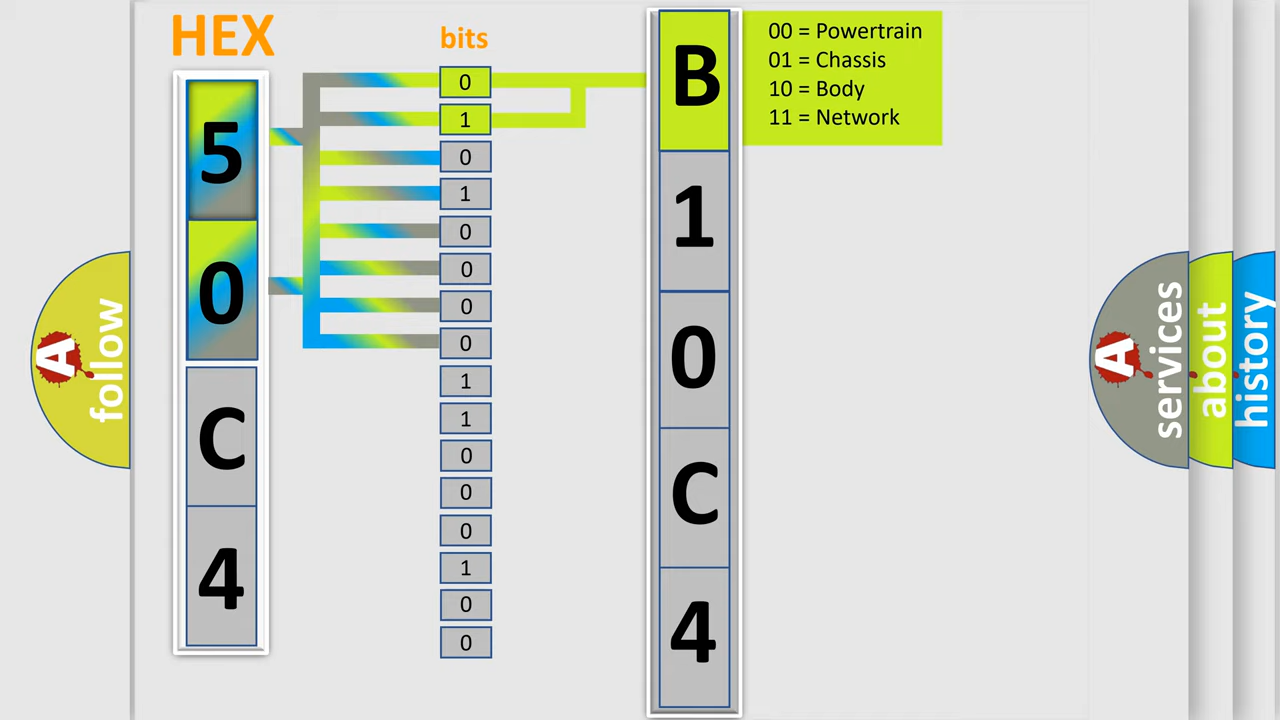 HEX
5
0
C
4
bits
0
1
0
1
0
0
0
0
1
1
0
0
0
1
0
0
B
1
0
C
4
00 = Powertrain
01 = Chassis
10 = Body
11 = Network
A
follow
A
services
about
history